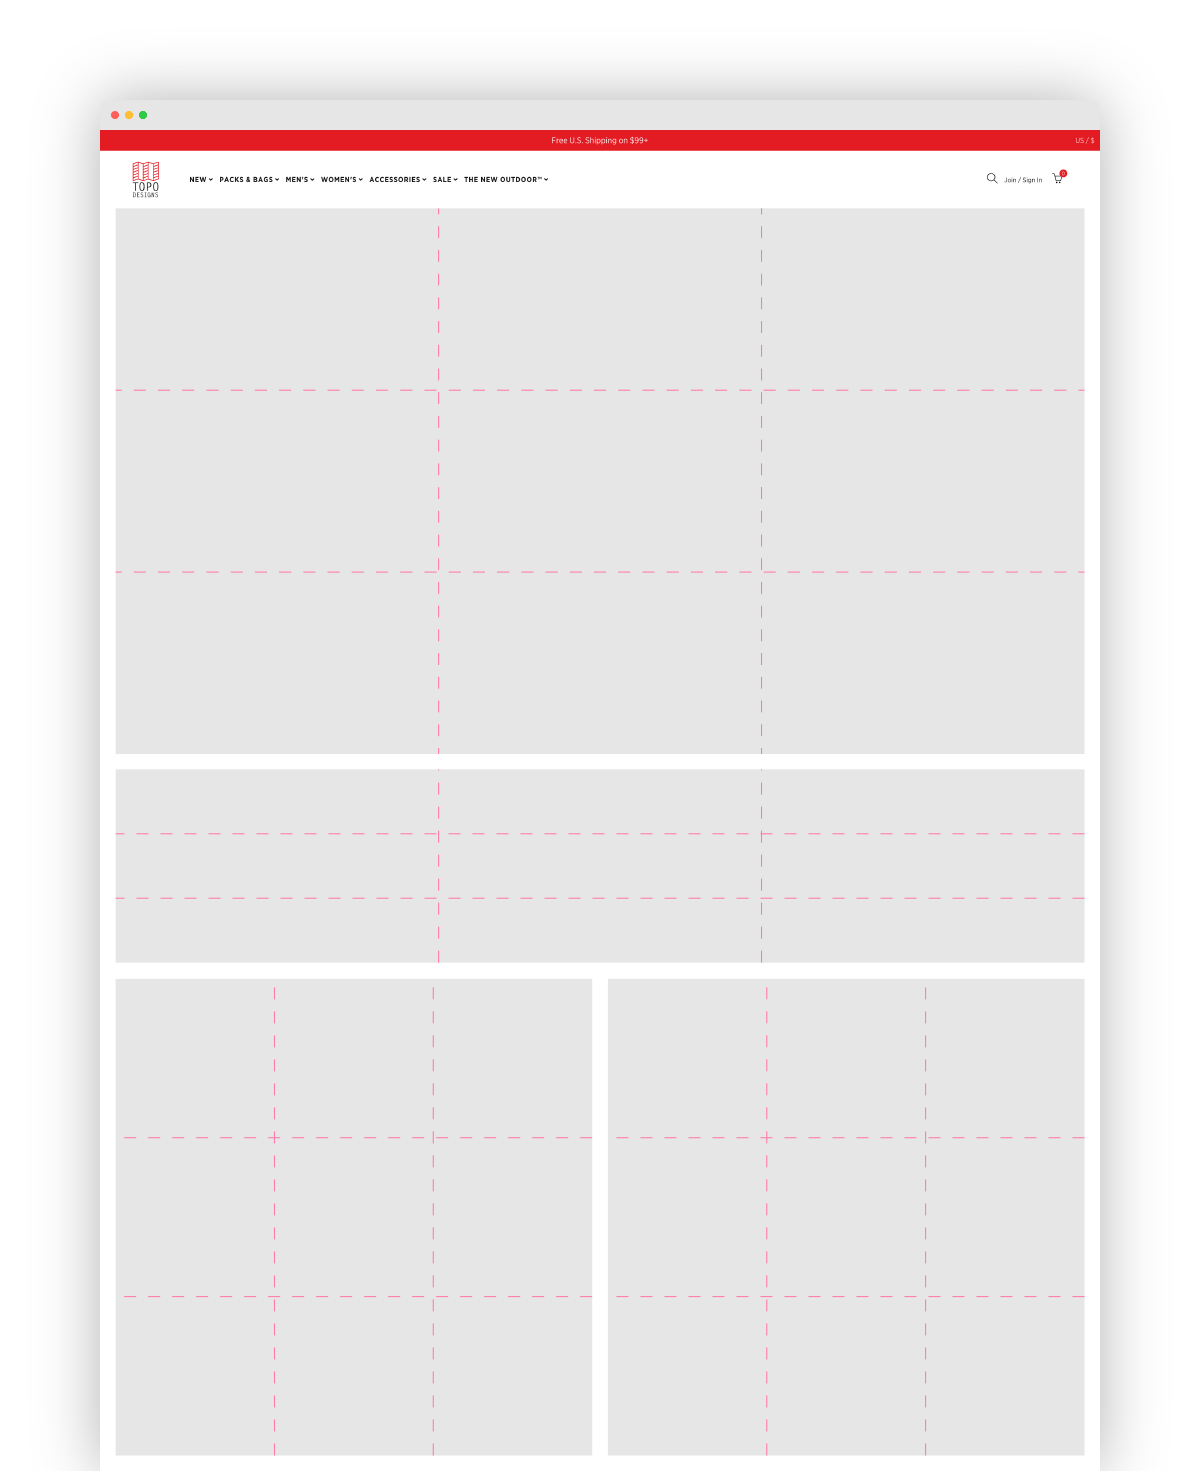 Free U.S. Shipping on $99+
US / $
TOPO
DESIGNS
NEW PACKS & BAGS MEN'S WOMEN'S ACCESSORIES SALE THE NEW OUTDOOR™
Join / Sign In
0